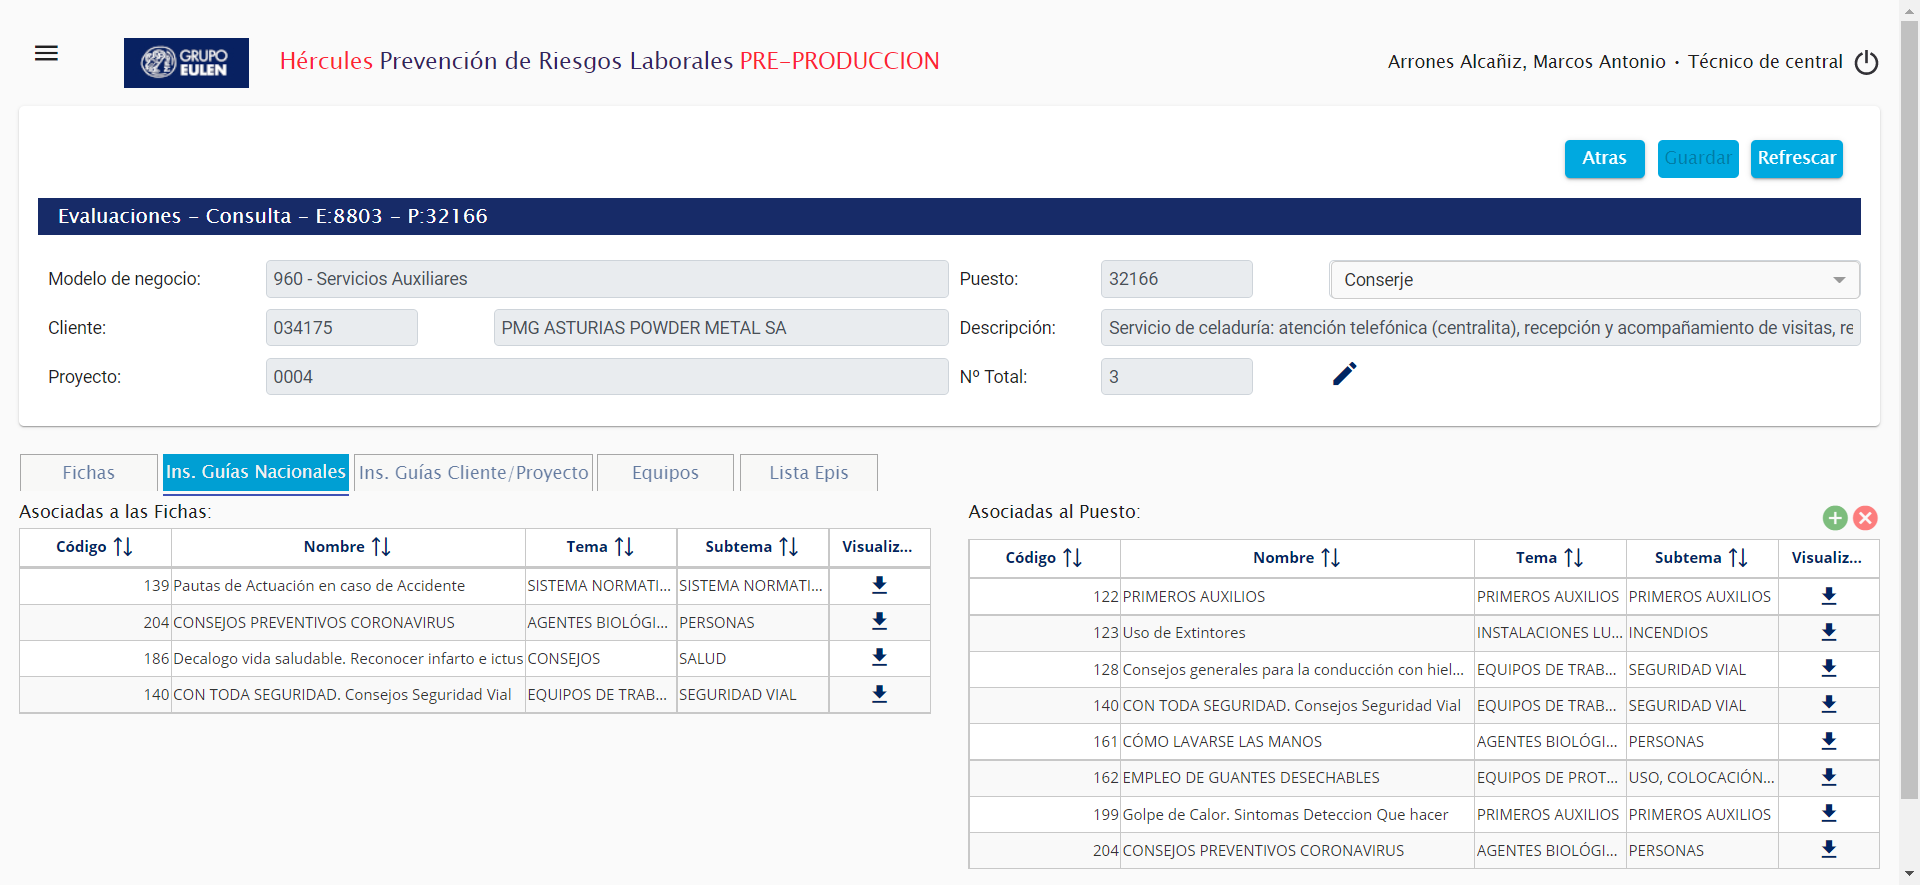 GRUPO
EULEN
Hércules Prevención de Riesgos Laborales PRE-PRODUCCION
Arrones Alcañiz, Marcos Antonio · Técnico de central
Atras
Guardar
Refrescar
Evaluaciones - Consulta - E:8803 - P:32166
Modelo de negocio:
960 - Servicios Auxiliares
Puesto:
32166
Conserje
Cliente:
034175
PMG ASTURIAS POWDER METAL SA
Descripción:
Servicio de celaduría: atención telefónica (centralita), recepción y acompañamiento de visitas, re
Proyecto:
0004
Nº Total:
3
Fichas
Ins. Guías Nacionales
Ins. Guías Cliente/Proyecto
Equipos
Lista Epis
Asociadas a las Fichas:
Código Nombre Tema Subtema Visualiz...
139 Pautas de Actuación en caso de Accidente SISTEMA NORMATI... SISTEMA NORMATI...
204 CONSEJOS PREVENTIVOS CORONAVIRUS AGENTES BIOLÓGI... PERSONAS
186 Decalogo vida saludable. Reconocer infarto e ictus CONSEJOS SALUD
140 CON TODA SEGURIDAD. Consejos Seguridad Vial EQUIPOS DE TRAB... SEGURIDAD VIAL
Asociadas al Puesto:
Código Nombre Tema Subtema Visualiz...
122 PRIMEROS AUXILIOS PRIMEROS AUXILIOS PRIMEROS AUXILIOS
123 Uso de Extintores INSTALACIONES LU... INCENDIOS
128 Consejos generales para la conducción con hiel... EQUIPOS DE TRAB... SEGURIDAD VIAL
140 CON TODA SEGURIDAD. Consejos Seguridad Vial EQUIPOS DE TRAB... SEGURIDAD VIAL
161 CÓMO LAVARSE LAS MANOS AGENTES BIOLÓGI... PERSONAS
162 EMPLEO DE GUANTES DESECHABLES EQUIPOS DE PROT... USO, COLOCACIÓN...
199 Golpe de Calor. Sintomas Deteccion Que hacer PRIMEROS AUXILIOS PRIMEROS AUXILIOS
204 CONSEJOS PREVENTIVOS CORONAVIRUS AGENTES BIOLÓGI... PERSONAS